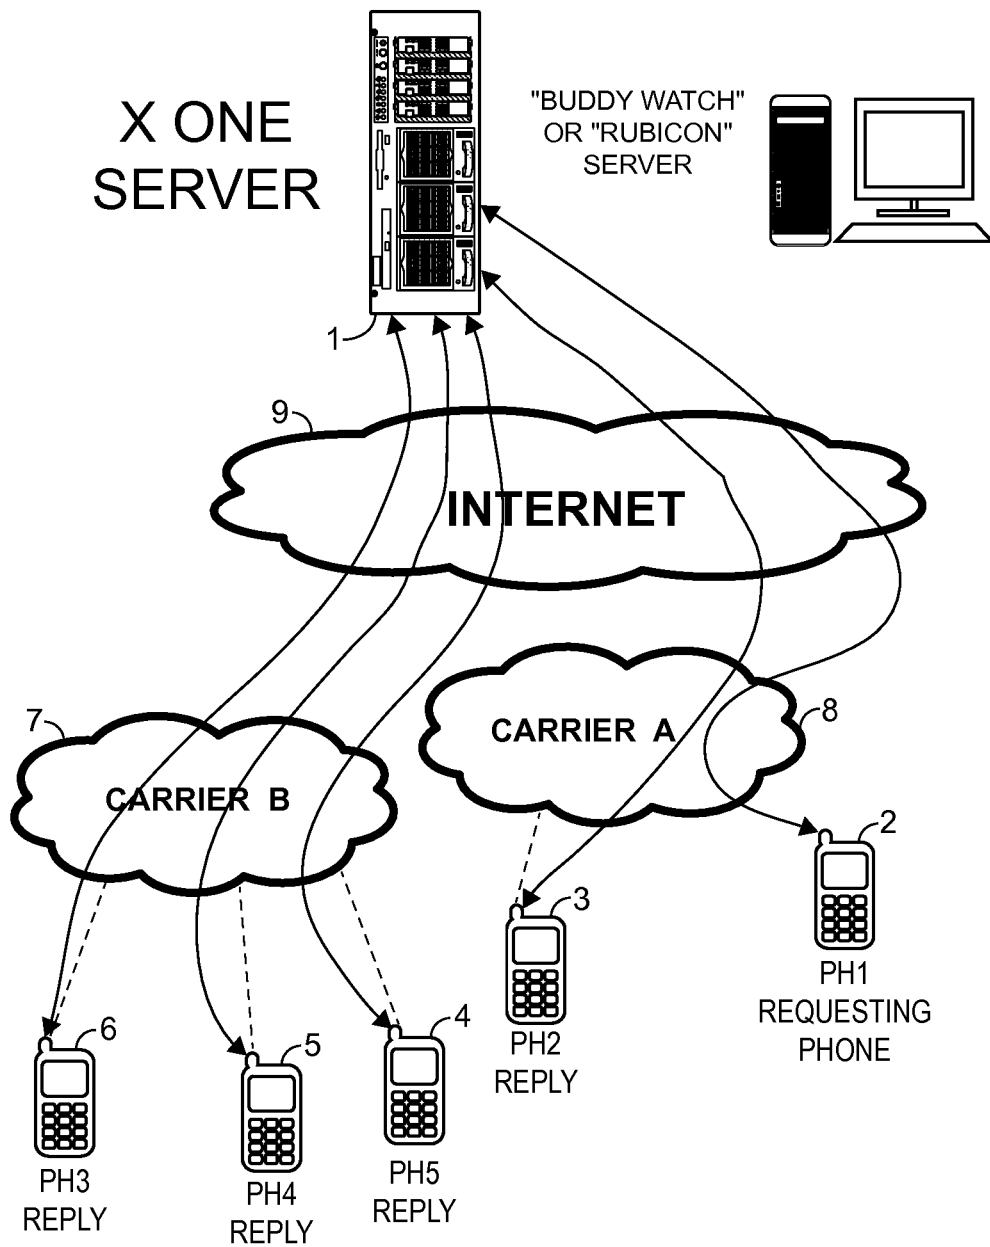 X ONE
SERVER
"BUDDY WATCH"
OR "RUBICON"
SERVER
1
9
INTERNET
7
CARRIER B
CARRIER A
8
2
PH1
REQUESTING
PHONE
3
PH2
REPLY
6
PH3
REPLY
5
PH4
REPLY
4
PH5
REPLY